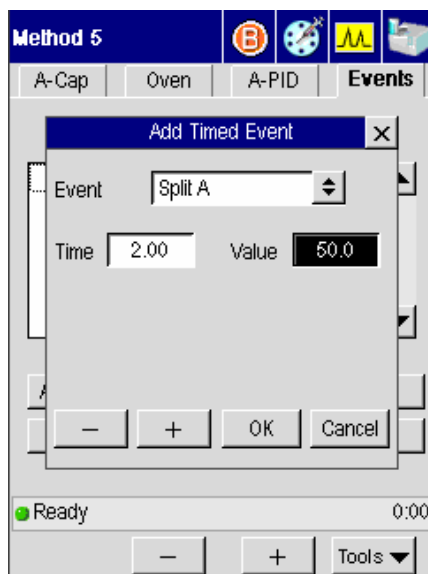 Method 5
B
A-Cap Oven A-PID Events
Add Timed Event
Event Split A
Time 2.00 Value 50.0
− + OK Cancel
Ready 0:00
− + Tools